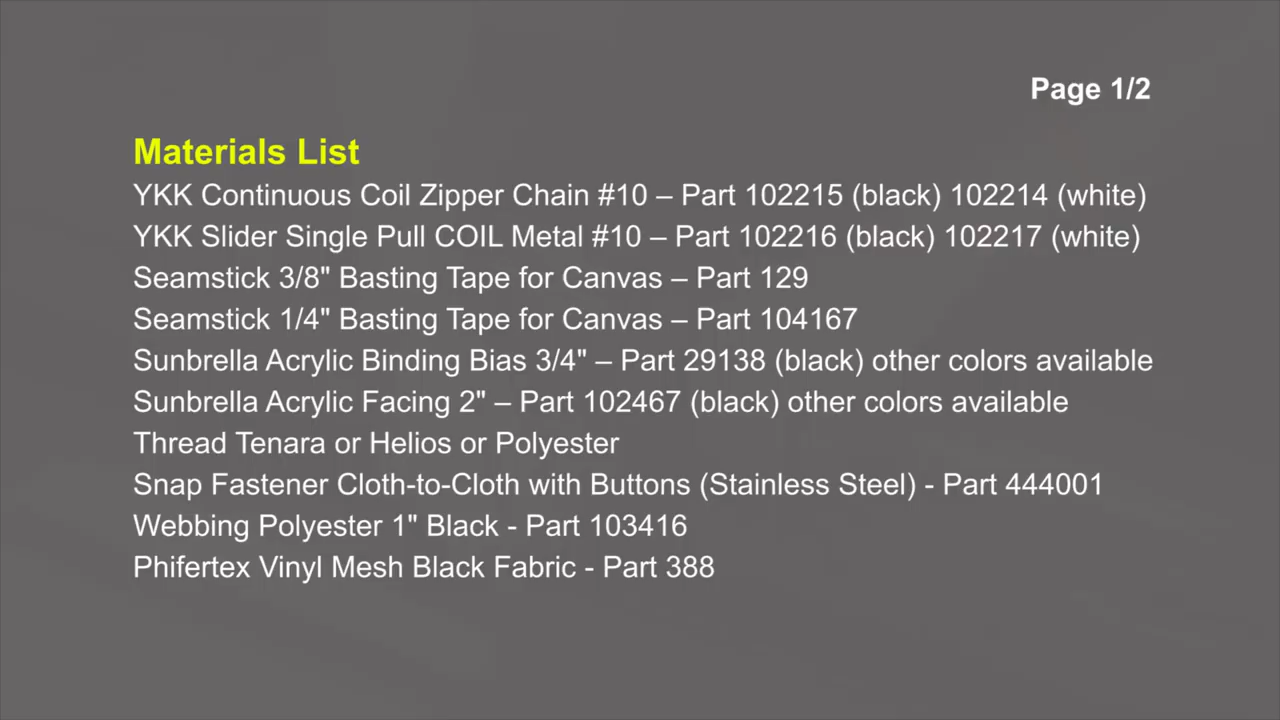 Page 1/2
Materials List
YKK Continuous Coil Zipper Chain #10 – Part 102215 (black) 102214 (white)
YKK Slider Single Pull COIL Metal #10 – Part 102216 (black) 102217 (white)
Seamstick 3/8" Basting Tape for Canvas – Part 129
Seamstick 1/4" Basting Tape for Canvas – Part 104167
Sunbrella Acrylic Binding Bias 3/4" – Part 29138 (black) other colors available
Sunbrella Acrylic Facing 2" – Part 102467 (black) other colors available
Thread Tenara or Helios or Polyester
Snap Fastener Cloth-to-Cloth with Buttons (Stainless Steel) - Part 444001
Webbing Polyester 1" Black - Part 103416
Phifertex Vinyl Mesh Black Fabric - Part 388